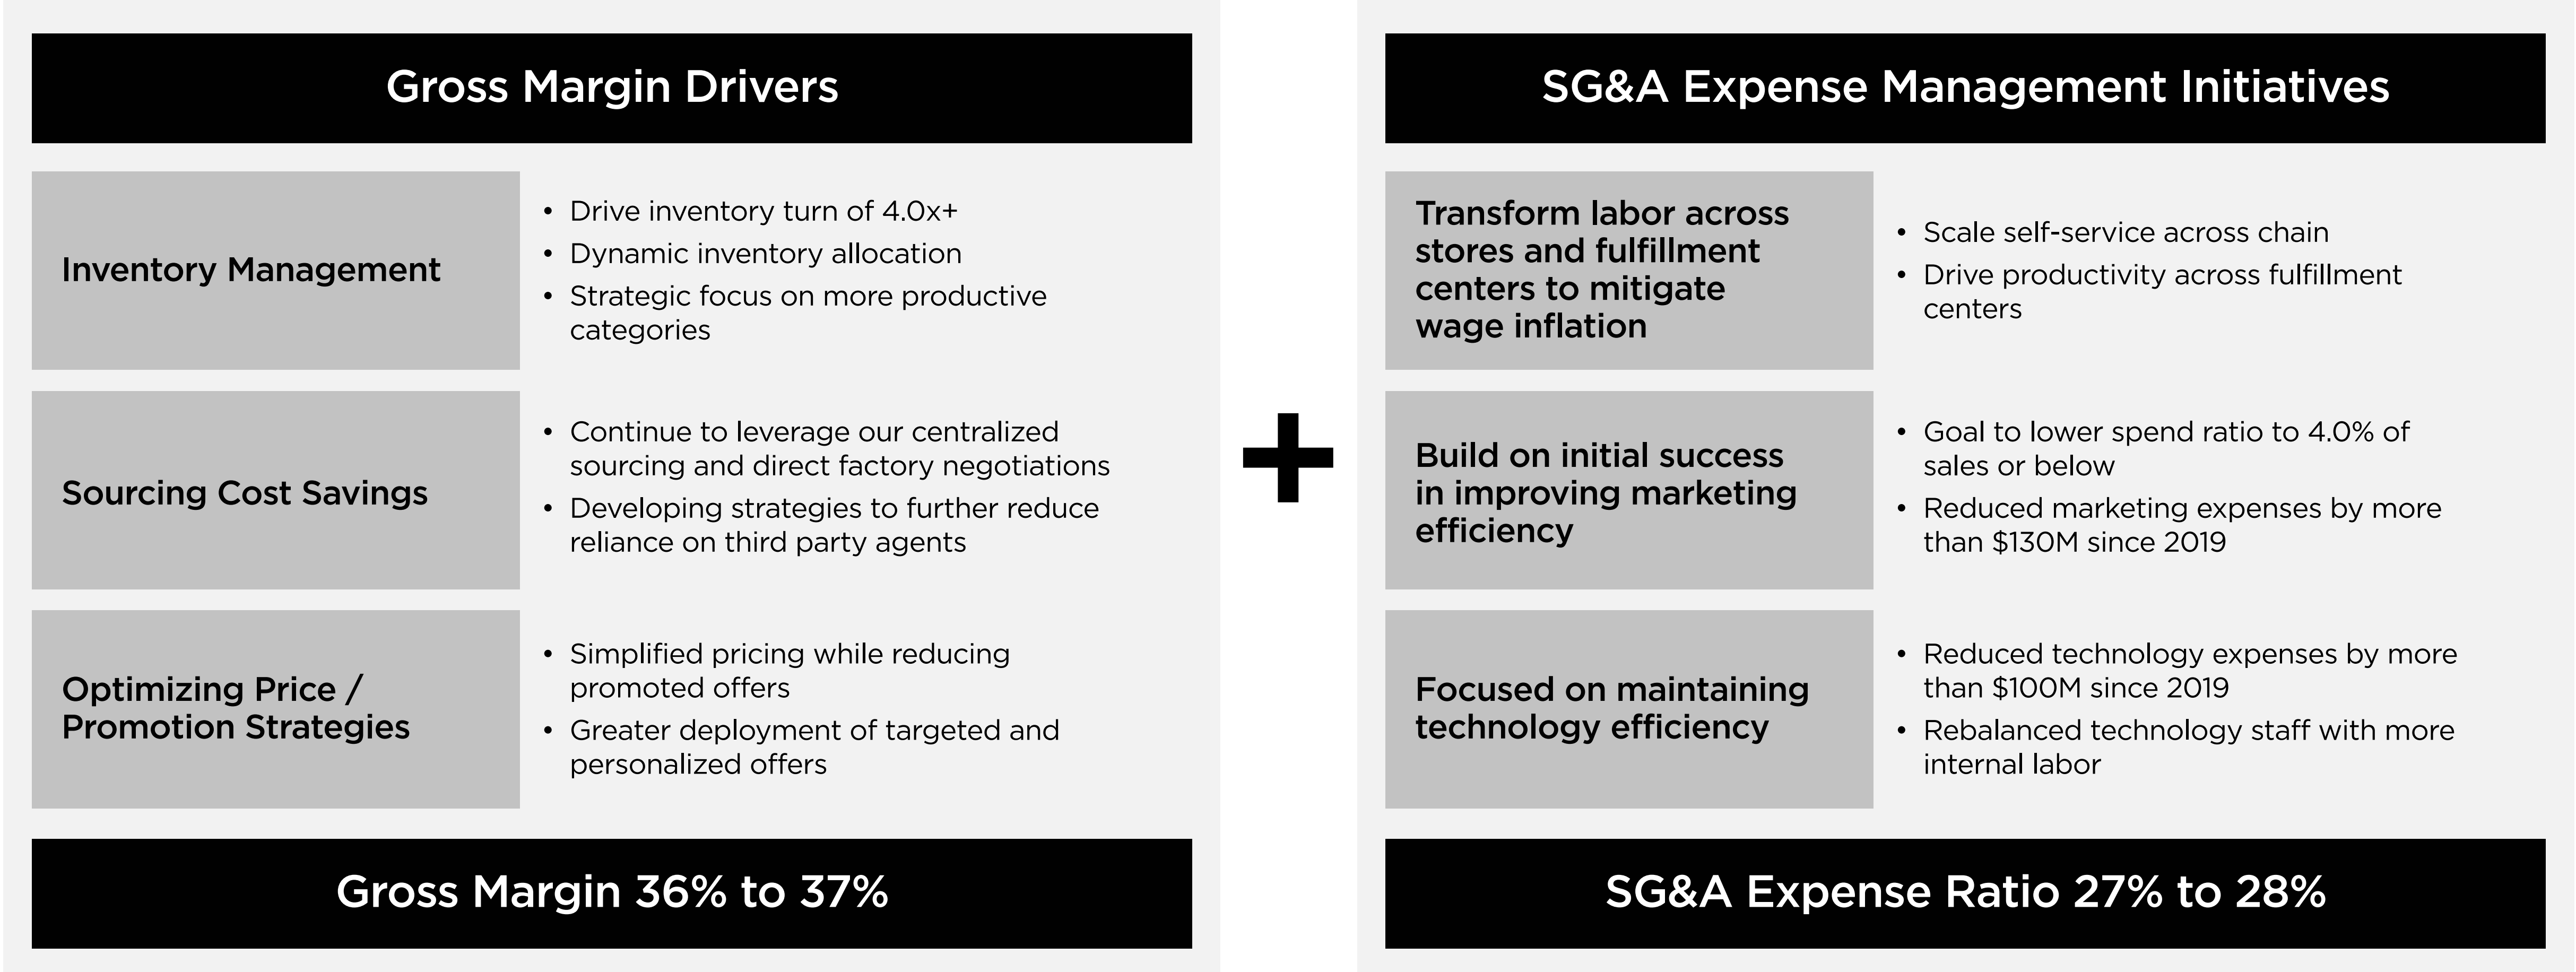 Gross Margin Drivers
Inventory Management
• Drive inventory turn of 4.0x+
• Dynamic inventory allocation
• Strategic focus on more productive
categories
Sourcing Cost Savings
• Continue to leverage our centralized
sourcing and direct factory negotiations
• Developing strategies to further reduce
reliance on third party agents
Optimizing Price /
Promotion Strategies
• Simplified pricing while reducing
promoted offers
• Greater deployment of targeted and
personalized offers
Gross Margin 36% to 37%
+
SG&A Expense Management Initiatives
Transform labor across
stores and fulfillment
centers to mitigate
wage inflation
• Scale self-service across chain
• Drive productivity across fulfillment
centers
Build on initial success
in improving marketing
efficiency
• Goal to lower spend ratio to 4.0% of
sales or below
• Reduced marketing expenses by more
than $130M since 2019
Focused on maintaining
technology efficiency
• Reduced technology expenses by more
than $100M since 2019
• Rebalanced technology staff with more
internal labor
SG&A Expense Ratio 27% to 28%